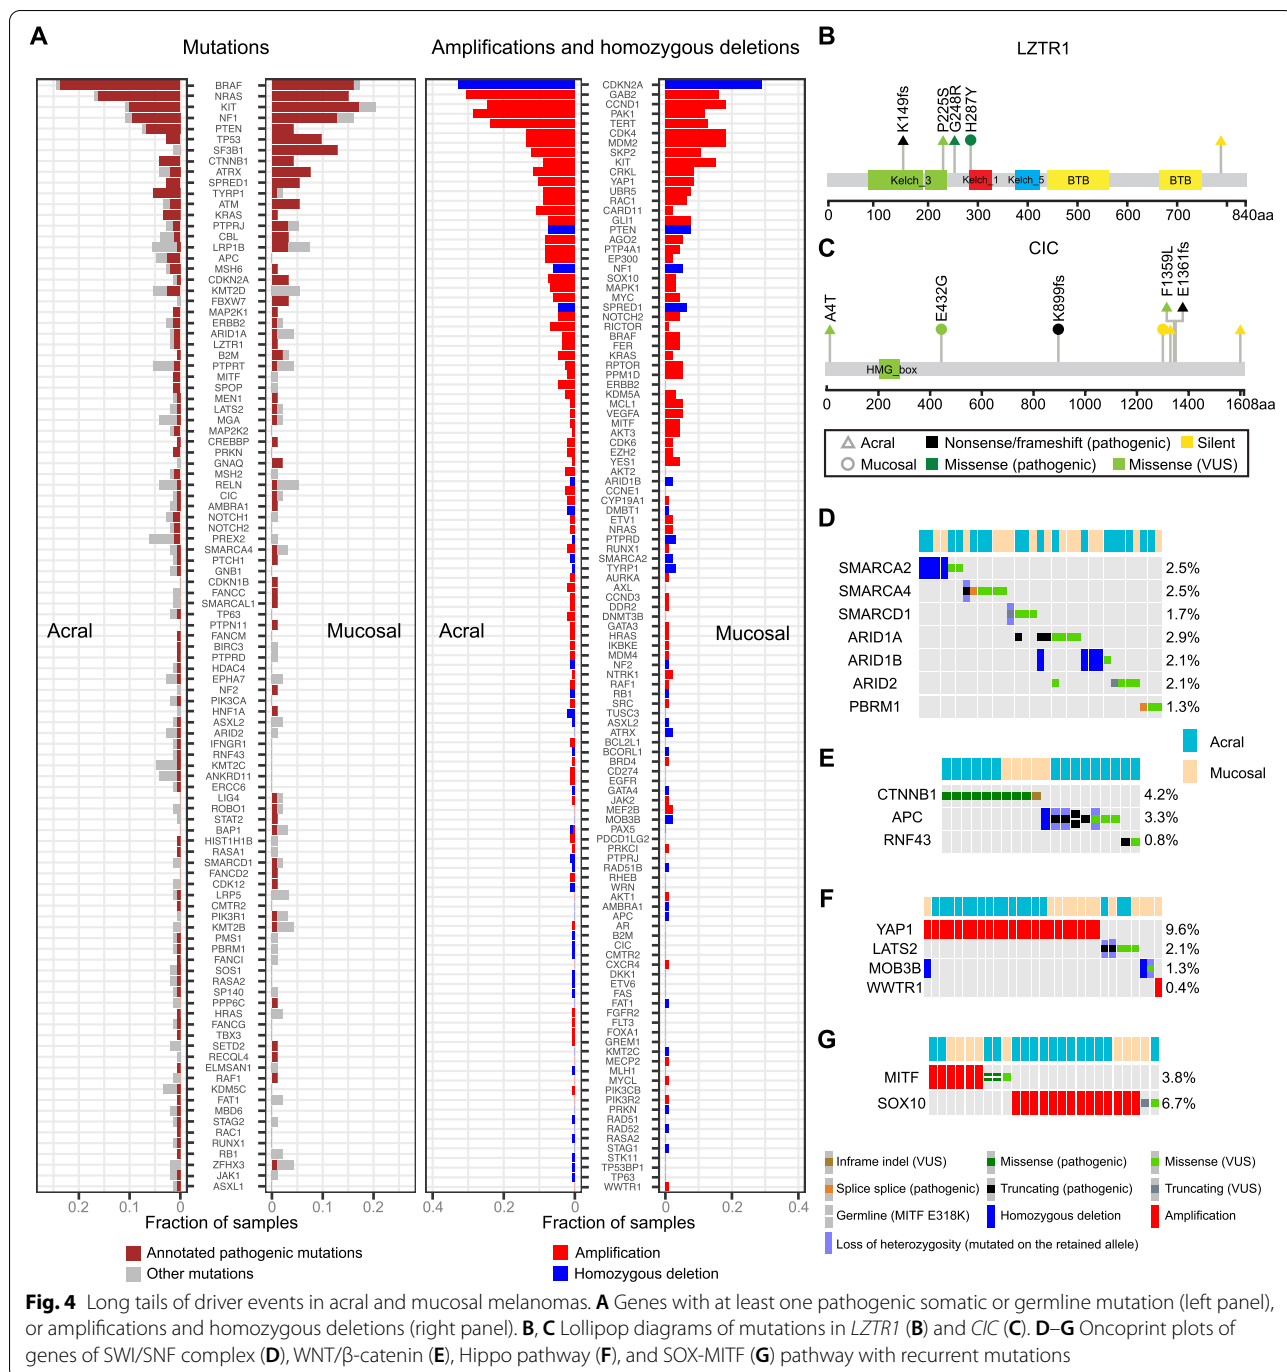 A
Mutations
Amplifications and homozygous deletions
BRAF
NRAS
KIT
NF1
PTEN
TP53
SF3B1
CTNNB1
ATRX
SPRED1
TYRP1
ATM
KRAS
PTPRJ
CBL
LRP1B
APC
MSH6
CDKN2A
KMT2D
FBXW7
MAP2K1
ERBB2
ARID1A
LZTR1
B2M
PTPRT
MITF
SPOP
MEN1
LATS2
MGA
MAP2K2
CREBBP
PRKN
GNAQ
MSH2
RELN
CIC
AMBRA1
NOTCH1
NOTCH2
PREX2
SMARCA4
PTCH1
GNB1
CDKN1B
FANCC
SMARCAL1
TP63
PTPN11
FANCM
BIRC3
PTPRD
HDAC4
EPHA7
NF2
PIK3CA
HNF1A
ASXL2
ARID2
IFNGR1
RNF43
KMT2C
ANKRD11
ERCC6
LIG4
ROBO1
STAT2
BAP1
HIST1H1B
RASA1
SMARCD1
FANCD2
CDK12
LRP5
CMTR2
PIK3R1
KMT2B
PMS1
PBRM1
FANCI
SOS1
RASA2
SP140
PPP6C
HRAS
FANCG
TBX3
SETD2
RECQL4
ELMSAN1
RAF1
KDM5C
FAT1
MBD6
STAG2
RAC1
RUNX1
RB1
ZFHX3
JAK1
ASXL1
Acral
Mucosal
0.2
0.1
0
0
0.1
0.2
Fraction of samples
Annotated pathogenic mutations
Other mutations
CDKN2A
GAB2
CCND1
PAK1
TERT
CDK4
MDM2
SKP2
KIT
CRKL
YAP1
UBR5
RAC1
CARD11
GLI1
PTEN
AGO2
PTP4A1
EP300
NF1
SOX10
MAPK1
MYC
SPRED1
NOTCH2
RICTOR
BRAF
FER
KRAS
RPTOR
PPM1D
ERBB2
KDM5A
MCL1
VEGFA
MITF
AKT3
CDK6
EZH2
YES1
AKT2
ARID1B
CCNE1
CYP19A1
DMBT1
ETV1
NRAS
PTPRD
RUNX1
SMARCA2
TYRP1
AURKA
AXL
CCND3
DDR2
DNMT3B
GATA3
HRAS
IKBKE
MDM4
NF2
NTRK1
RAF1
RB1
SRC
TUSC3
ASXL2
ATRX
BCL2L1
BCORL1
BRD4
CD274
EGFR
GATA4
JAK2
MEF2B
MOB3B
PAX5
PDCD1LG2
PRKCI
PTPRJ
RAD51B
RHEB
WRN
AKT1
AMBRA1
APC
AR
B2M
CIC
CMTR2
CXCR4
DKK1
ETV6
FAS
FAT1
FGFR2
FLT3
FOXA1
GREM1
KMT2C
MECP2
MLH1
MYCL
PIK3CB
PIK3R2
PRKN
RAD51
RAD52
RASA2
STAG1
STK11
TP53BP1
TP63
WWTR1
Acral
Mucosal
0.4
0.2
0
0
0.2
0.4
Fraction of samples
Amplification
Homozygous deletion
B
LZTR1
K149fs
P225S
G248R
H287Y
Kelch_3
Kelch_1
Kelch_5
BTB
BTB
0
100
200
300
400
500
600
700
840aa
C
CIC
A4T
E432G
K899fs
F1359L
E1361fs
HMG_box
0
200
400
600
800
1000
1200
1400
1608aa
Acral
Nonsense/frameshift (pathogenic)
Silent
Mucosal
Missense (pathogenic)
Missense (VUS)
D
SMARCA2 2.5%
SMARCA4 2.5%
SMARCD1 1.7%
ARID1A 2.9%
ARID1B 2.1%
ARID2 2.1%
PBRM1 1.3%
Acral
Mucosal
E
CTNNB1 4.2%
APC 3.3%
RNF43 0.8%
F
YAP1 9.6%
LATS2 2.1%
MOB3B 1.3%
WWTR1 0.4%
G
MITF 3.8%
SOX10 6.7%
Inframe indel (VUS)
Missense (pathogenic)
Missense (VUS)
Splice splice (pathogenic)
Truncating (pathogenic)
Truncating (VUS)
Germline (MITF E318K)
Homozygous deletion
Amplification
Loss of heterozygosity (mutated on the retained allele)
Fig. 4 Long tails of driver events in acral and mucosal melanomas. A Genes with at least one pathogenic somatic or germline mutation (left panel),
or amplifications and homozygous deletions (right panel). B, C Lollipop diagrams of mutations in LZTR1 (B) and CIC (C). D–G Oncoprint plots of
genes of SWI/SNF complex (D), WNT/β-catenin (E), Hippo pathway (F), and SOX-MITF (G) pathway with recurrent mutations